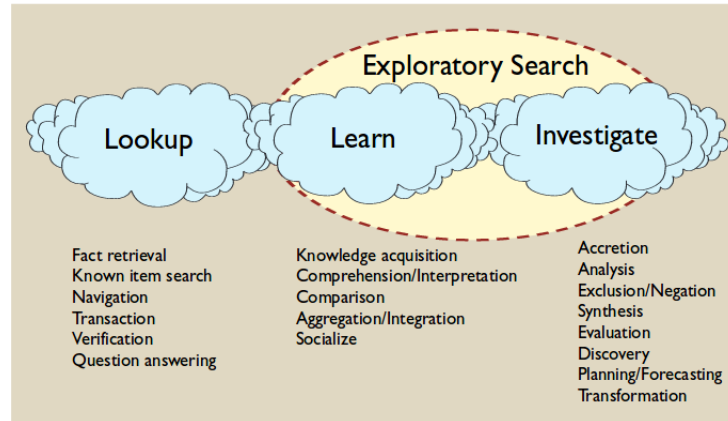 Exploratory Search
Lookup
Learn
Investigate
Fact retrieval
Known item search
Navigation
Transaction
Verification
Question answering
Knowledge acquisition
Comprehension/Interpretation
Comparison
Aggregation/Integration
Socialize
Accretion
Analysis
Exclusion/Negation
Synthesis
Evaluation
Discovery
Planning/Forecasting
Transformation